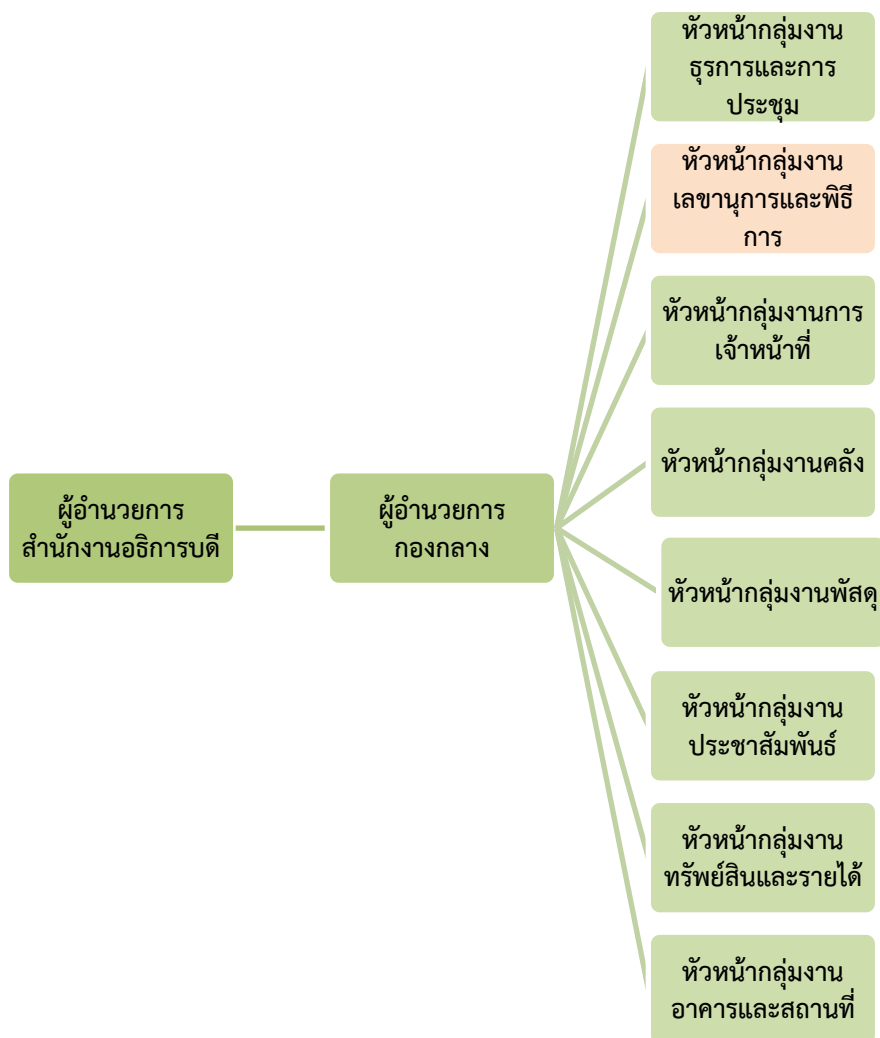 ผู้อำนวยการ
สำนักงานอธิการบดี
ผู้อำนวยการ
กองกลาง
หัวหน้ากลุ่มงาน
ธุรการและการ
ประชุม
หัวหน้ากลุ่มงาน
เลขานุการและพิธี
การ
หัวหน้ากลุ่มงานการ
เจ้าหน้าที่
หัวหน้ากลุ่มงานคลัง
หัวหน้ากลุ่มงานพัสดุ
หัวหน้ากลุ่มงาน
ประชาสัมพันธ์
หัวหน้ากลุ่มงาน
ทรัพย์สินและรายได้
หัวหน้ากลุ่มงาน
อาคารและสถานที่